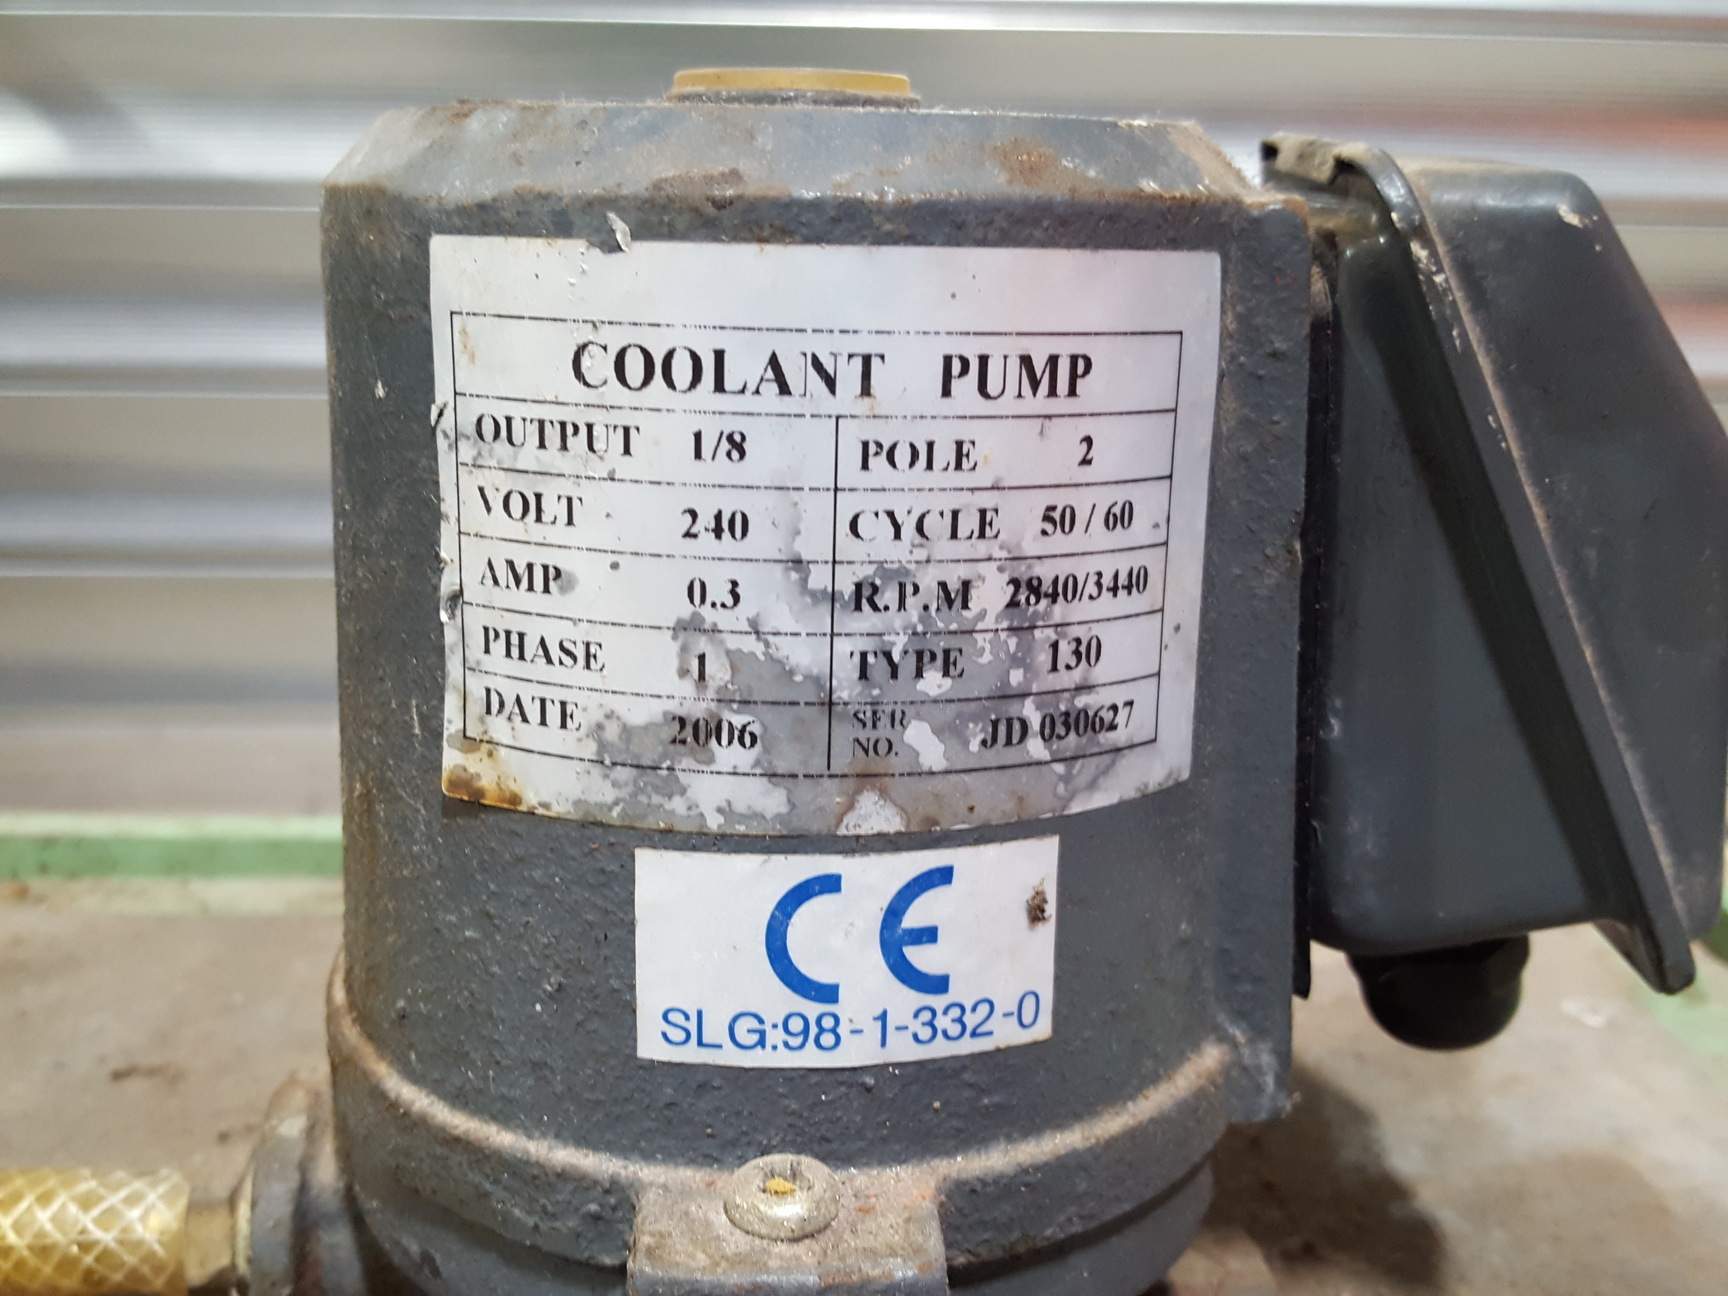 COOLANT PUMP
OUTPUT 1/8 POLE 2
VOLT 240 CYCLE 50/60
AMP 0.3 R.P.M 2840/3440
PHASE 1 TYPE 130
DATE 2006 SER NO. JD 030627
CE
SLG:98-1-332-0